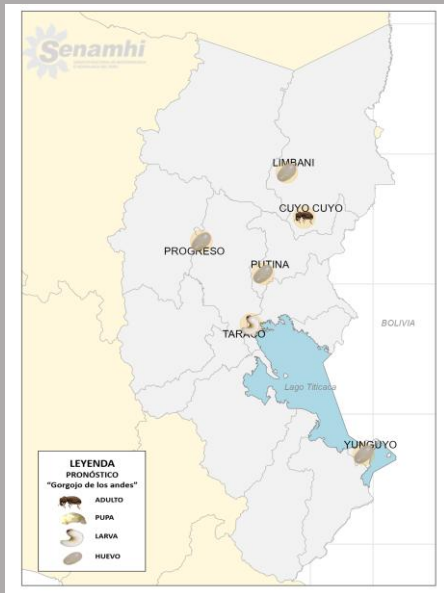 Senamhi
LIMBANI
CUYO CUYO
PROGRESO
PUTINA
TARACO
BOLIVIA
Lago Titicaca
YUNGUYO
LEYENDA
PRONÓSTICO
"Gorgojo de los andes"
ADULTO
PUPA
LARVA
HUEVO